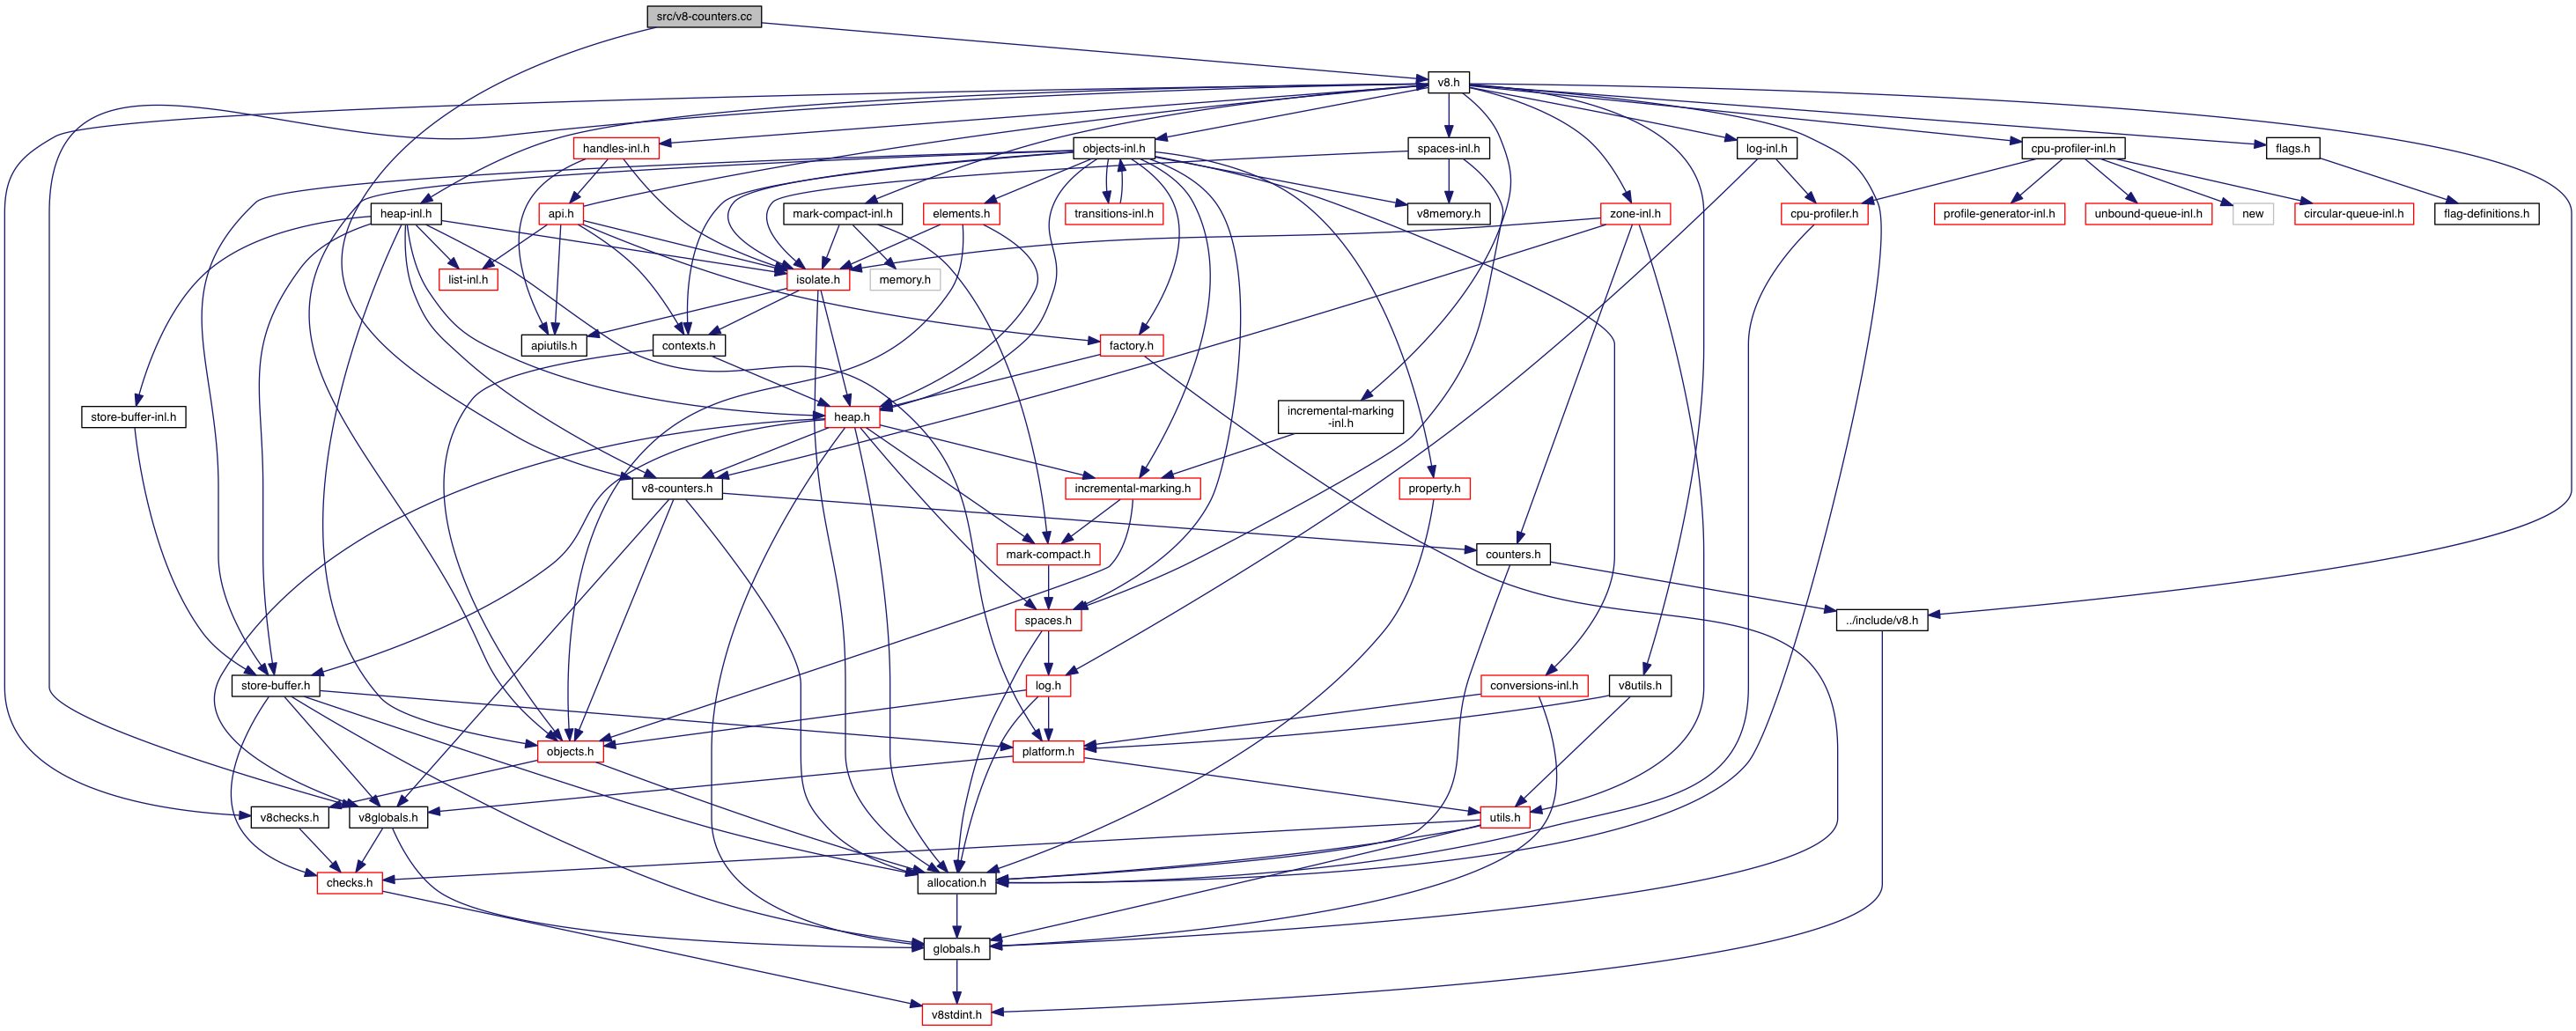 src/v8-counters.cc
v8.h
handles-inl.h
objects-inl.h
spaces-inl.h
log-inl.h
cpu-profiler-inl.h
flags.h
heap-inl.h
api.h
mark-compact-inl.h
elements.h
transitions-inl.h
v8memory.h
zone-inl.h
cpu-profiler.h
profile-generator-inl.h
unbound-queue-inl.h
new
circular-queue-inl.h
flag-definitions.h
list-inl.h
isolate.h
memory.h
apiutils.h
contexts.h
factory.h
store-buffer-inl.h
heap.h
incremental-marking
-inl.h
v8-counters.h
incremental-marking.h
property.h
mark-compact.h
counters.h
spaces.h
../include/v8.h
store-buffer.h
log.h
conversions-inl.h
v8utils.h
objects.h
platform.h
v8checks.h
v8globals.h
utils.h
checks.h
allocation.h
globals.h
v8stdint.h